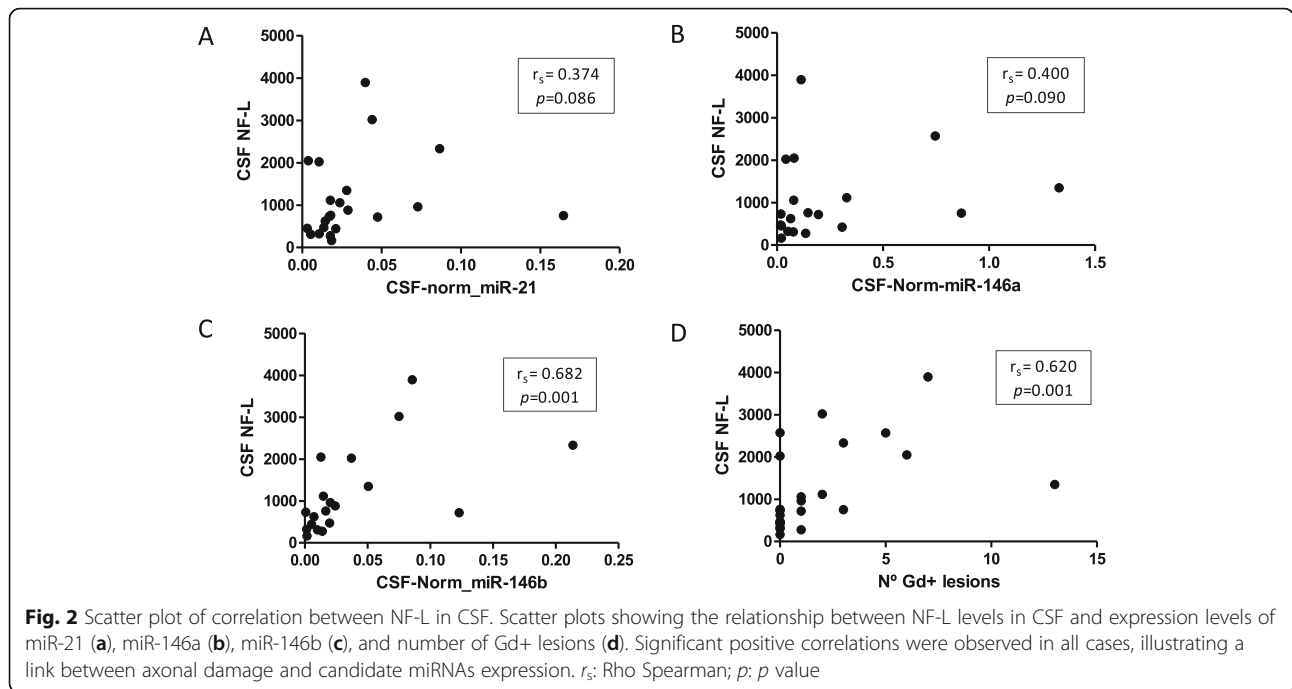 A
5000
4000
3000
2000
1000
0
CSF NF-L
rs= 0.374
p=0.086
0.00 0.05 0.10 0.15 0.20
CSF-norm_miR-21
B
5000
4000
3000
2000
1000
0
CSF NF-L
rs= 0.400
p=0.090
0.0 0.5 1.0 1.5
CSF-Norm-miR-146a
C
5000
4000
3000
2000
1000
0
CSF NF-L
rs= 0.682
p=0.001
0.00 0.05 0.10 0.15 0.20 0.25
CSF-Norm_miR-146b
D
5000
4000
3000
2000
1000
0
CSF NF-L
rs= 0.620
p=0.001
0 5 10 15
Nº Gd+ lesions
Fig. 2 Scatter plot of correlation between NF-L in CSF. Scatter plots showing the relationship between NF-L levels in CSF and expression levels of
miR-21 (a), miR-146a (b), miR-146b (c), and number of Gd+ lesions (d). Significant positive correlations were observed in all cases, illustrating a
link between axonal damage and candidate miRNAs expression. rs: Rho Spearman; p: p value